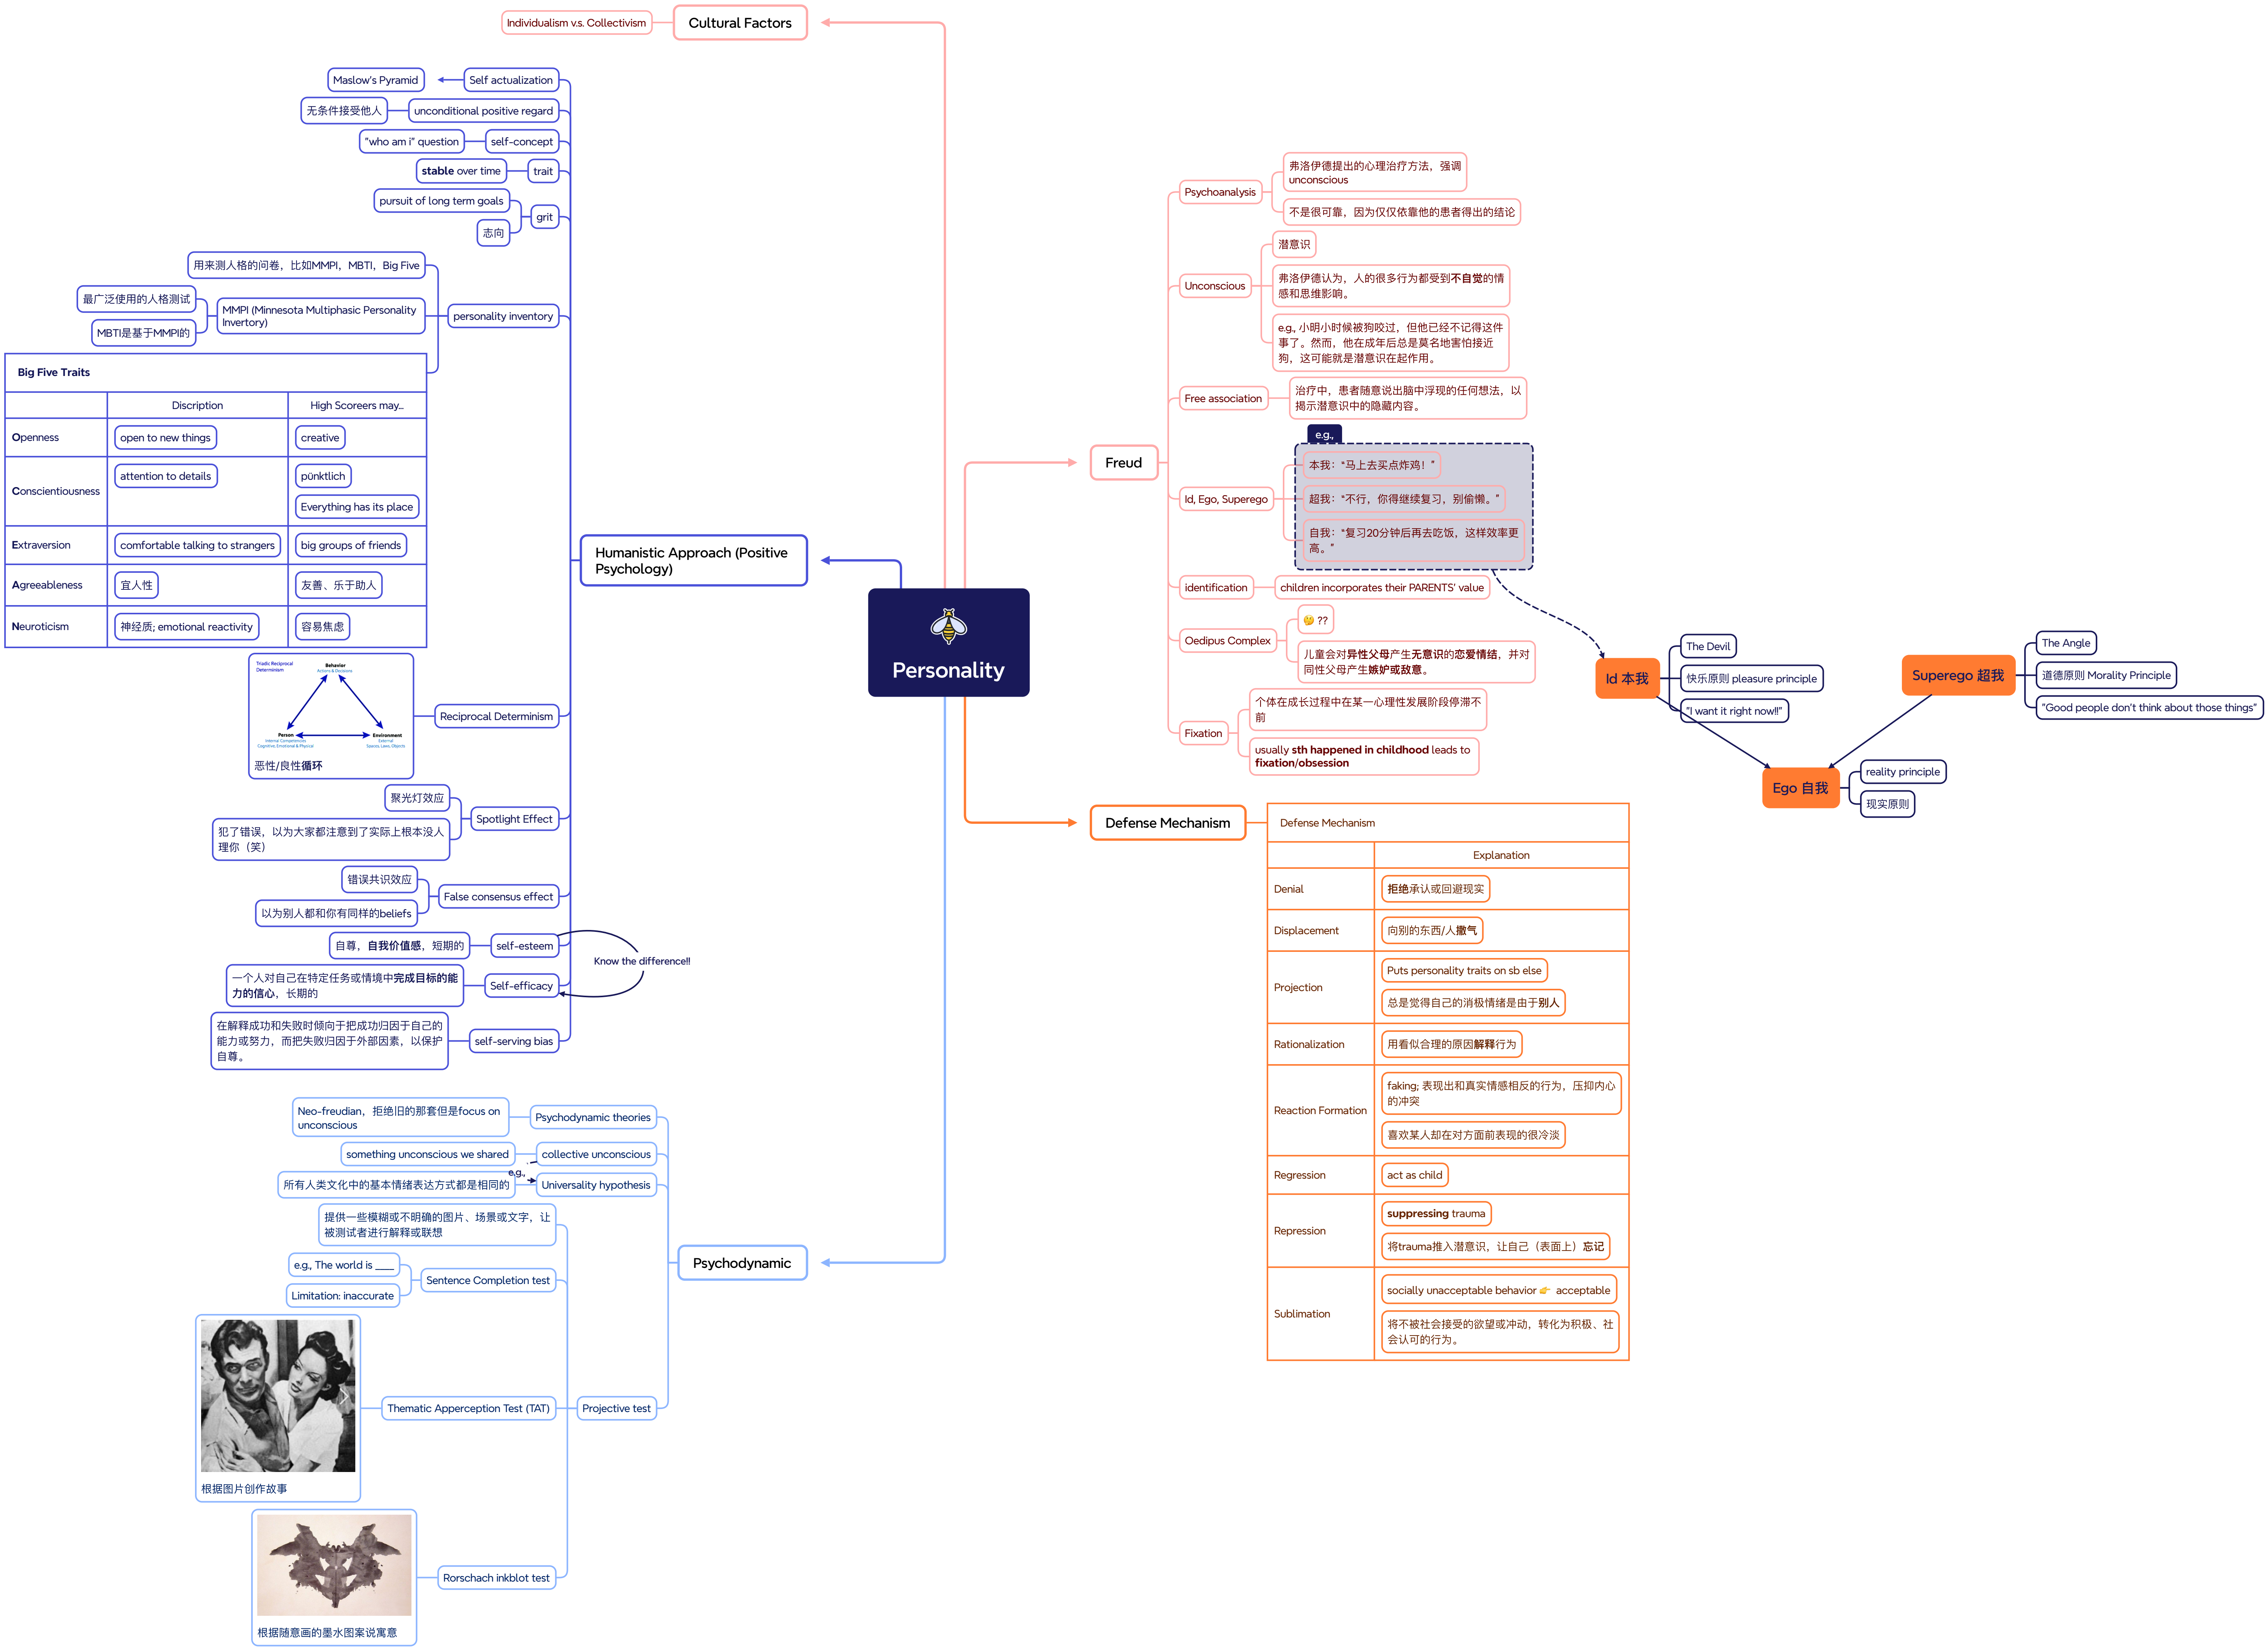 Personality
Cultural Factors
Individualism v.s. Collectivism
Humanistic Approach (Positive
Psychology)
Self actualization
Maslow's Pyramid
unconditional positive regard
无条件接受他人
self-concept
"who am i" question
trait
stable over time
grit
pursuit of long term goals
志向
personality inventory
用来测人格的问卷，比如MMPI，MBTI，Big Five
MMPI (Minnesota Multiphasic Personality
Invertory)
最广泛使用的人格测试
MBTI是基于MMPI的
Big Five Traits
Discription
High Scoreers may...
Openness
open to new things
creative
Conscientiousness
attention to details
pünktlich
Everything has its place
Extraversion
comfortable talking to strangers
big groups of friends
Agreeableness
宜人性
友善、乐于助人
Neuroticism
神经质; emotional reactivity
容易焦虑
Reciprocal Determinism
Triadic Reciprocal
Determinism
Behavior
Actions & Decisions
Person
Internal Competencies
Cognitive, Emotional & Physical
Environment
External
Spaces, Laws, Objects
恶性/良性循环
Spotlight Effect
聚光灯效应
犯了错误，以为大家都注意到了实际上根本没人
理你（笑）
False consensus effect
错误共识效应
以为别人都和你有同样的beliefs
self-esteem
自尊，自我价值感，短期的
Know the difference!!
Self-efficacy
一个人对自己在特定任务或情境中完成目标的能
力的信心，长期的
self-serving bias
在解释成功和失败时倾向于把成功归因于自己的
能力或努力，而把失败归因于外部因素，以保护
自尊。
Psychodynamic
Psychodynamic theories
Neo-freudian，拒绝旧的那套但是focus on
unconscious
collective unconscious
something unconscious we shared
e.g.,
Universality hypothesis
所有人类文化中的基本情绪表达方式都是相同的
Projective test
提供一些模糊或不明确的图片、场景或文字，让
被测试者进行解释或联想
Sentence Completion test
e.g., The world is ____
Limitation: inaccurate
Thematic Apperception Test (TAT)
根据图片创作故事
Rorschach inkblot test
根据随意画的墨水图案说寓意
Freud
Psychoanalysis
弗洛伊德提出的心理治疗方法，强调
unconscious
不是很可靠，因为仅仅依靠他的患者得出的结论
Unconscious
潜意识
弗洛伊德认为，人的很多行为都受到不自觉的情
感和思维影响。
e.g., 小明小时候被狗咬过，但他已经不记得这件
事了。然而，他在成年后总是莫名地害怕接近
狗，这可能就是潜意识在起作用。
Free association
治疗中，患者随意说出脑中浮现的任何想法，以
揭示潜意识中的隐藏内容。
Id, Ego, Superego
e.g.,
本我："马上去买点炸鸡！"
超我："不行，你得继续复习，别偷懒。"
自我："复习20分钟后再去吃饭，这样效率更
高。"
identification
children incorporates their PARENTS' value
Oedipus Complex
🤔 ??
儿童会对异性父母产生无意识的恋爱情结，并对
同性父母产生嫉妒或敌意。
Fixation
个体在成长过程中在某一心理性发展阶段停滞不
前
usually sth happened in childhood leads to
fixation/obsession
Id 本我
The Devil
快乐原则 pleasure principle
"I want it right now!!"
Superego 超我
The Angle
道德原则 Morality Principle
"Good people don't think about those things"
Ego 自我
reality principle
现实原则
Defense Mechanism
Defense Mechanism
Explanation
Denial
拒绝承认或回避现实
Displacement
向别的东西/人撒气
Projection
Puts personality traits on sb else
总是觉得自己的消极情绪是由于别人
Rationalization
用看似合理的原因解释行为
Reaction Formation
faking; 表现出和真实情感相反的行为，压抑内心
的冲突
喜欢某人却在对方面前表现的很冷淡
Regression
act as child
Repression
suppressing trauma
将trauma推入潜意识，让自己（表面上）忘记
Sublimation
socially unacceptable behavior 👉 acceptable
将不被社会接受的欲望或冲动，转化为积极、社
会认可的行为。